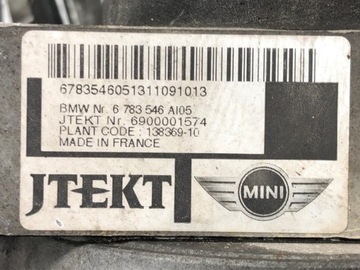 6783546051311091013
BMW Nr. 6 783 546 AI05
JTEKT Nr. 6900001574
PLANT CODE : 138369-10
MADE IN FRANCE
JTEKT
MINI